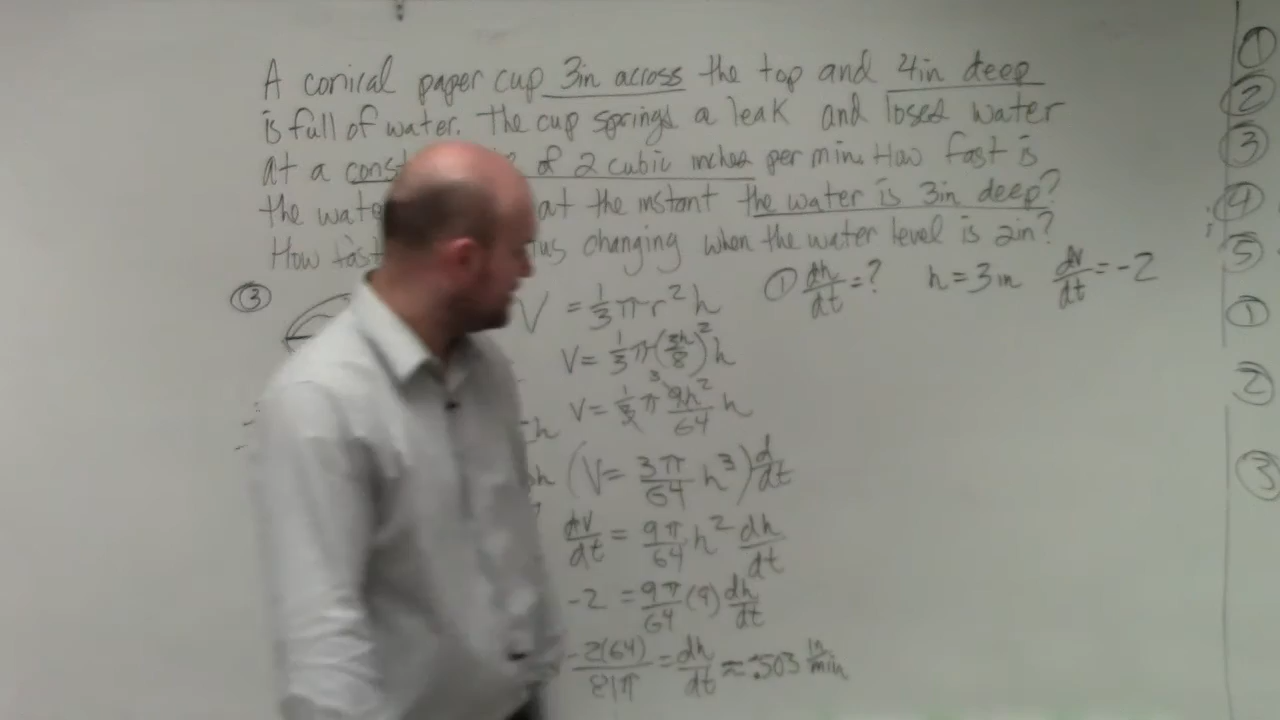 A conical paper cup 3in across the top and 4in deep
is full of water. The cup springs a leak and loses water
at a const of 2 cubic inches per min. How fast is
the wate at the instant the water is 3in deep?
How fast us changing when the water level is 2in?
① dh/dt = ? h = 3 in dv/dt = -2
③
V = 1/3 π r² h
V = 1/3 π (3h/8)² h
V = 1/3 π 9h²/64 h
3
(V = 3π/64 h³) d/dt
dV/dt = 9π/64 h² dh/dt
-2 = 9π/64 (9) dh/dt
-2(64)/81π = dh/dt ≈ -.503 in/min
①
②
③
④
⑤
①
②
③